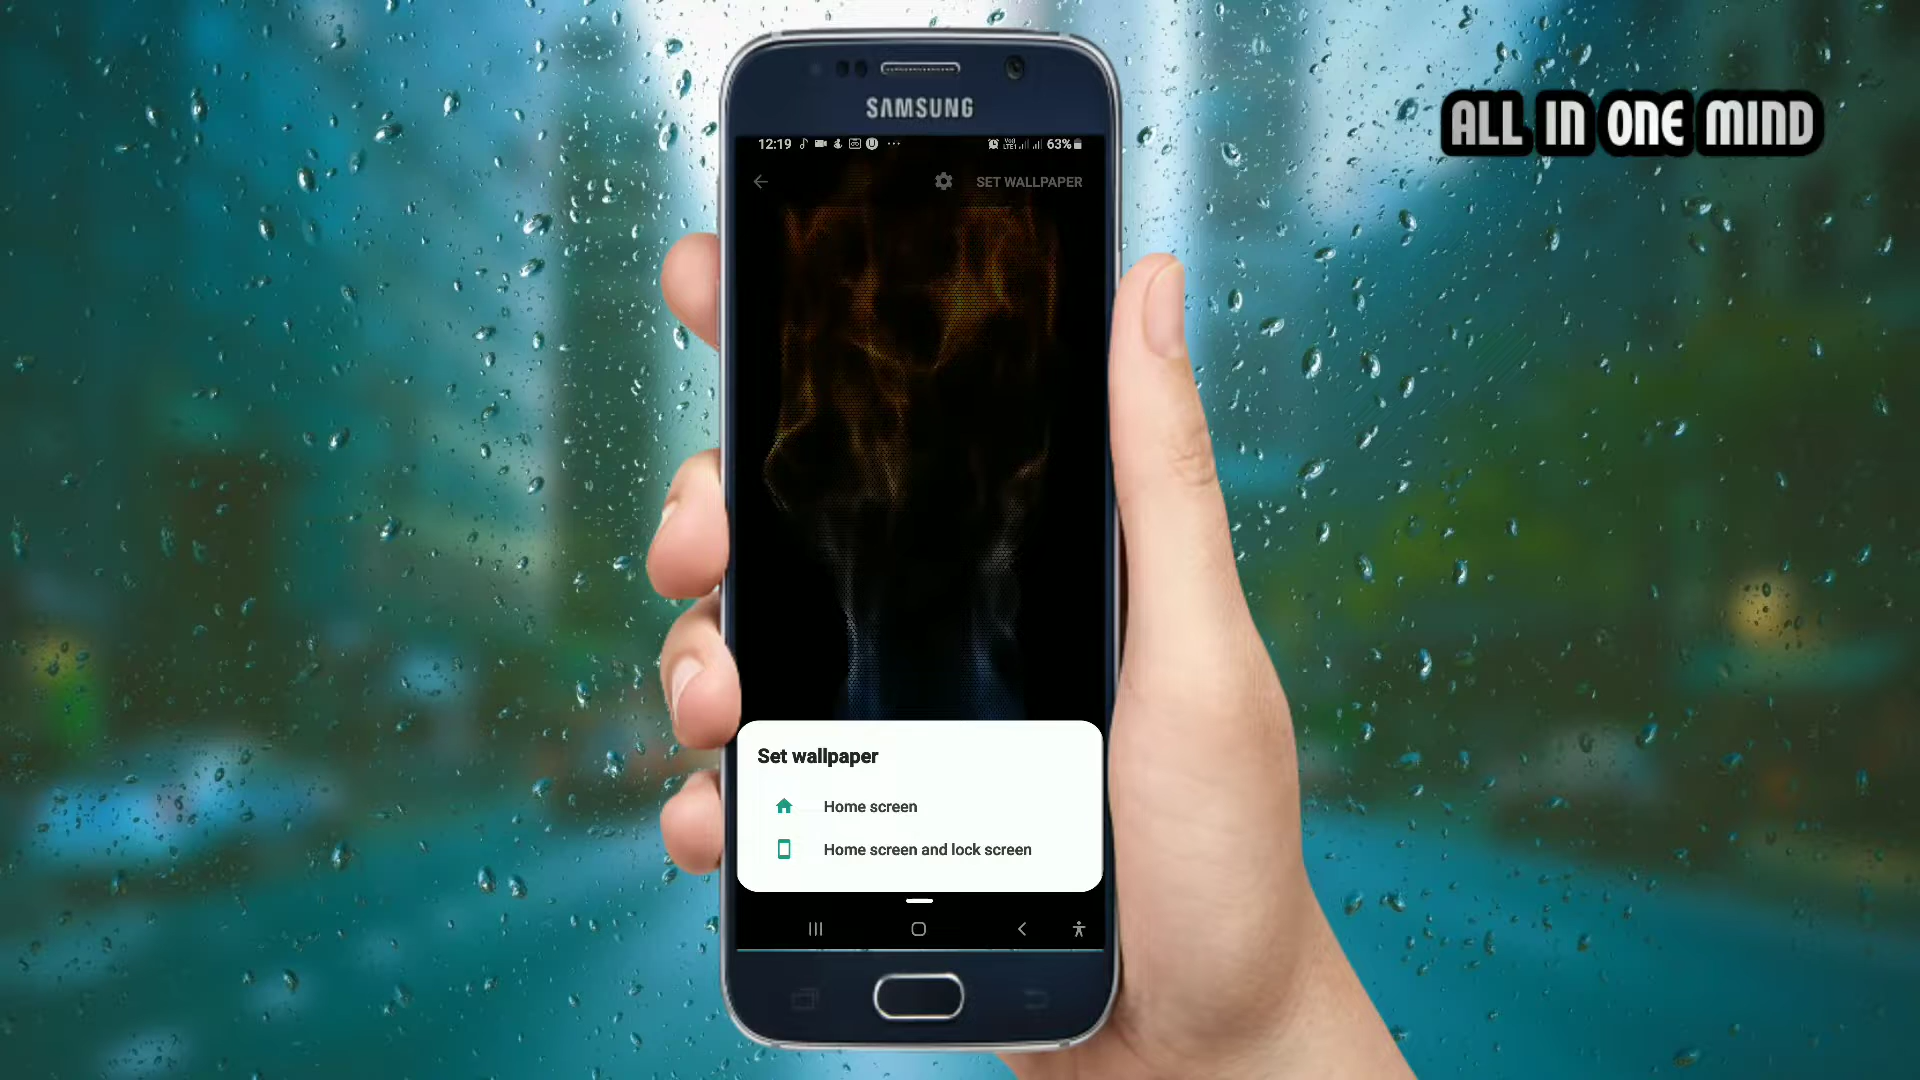 ALL IN ONE MIND
SAMSUNG
12:19
63%
SET WALLPAPER
Set wallpaper
Home screen
Home screen and lock screen